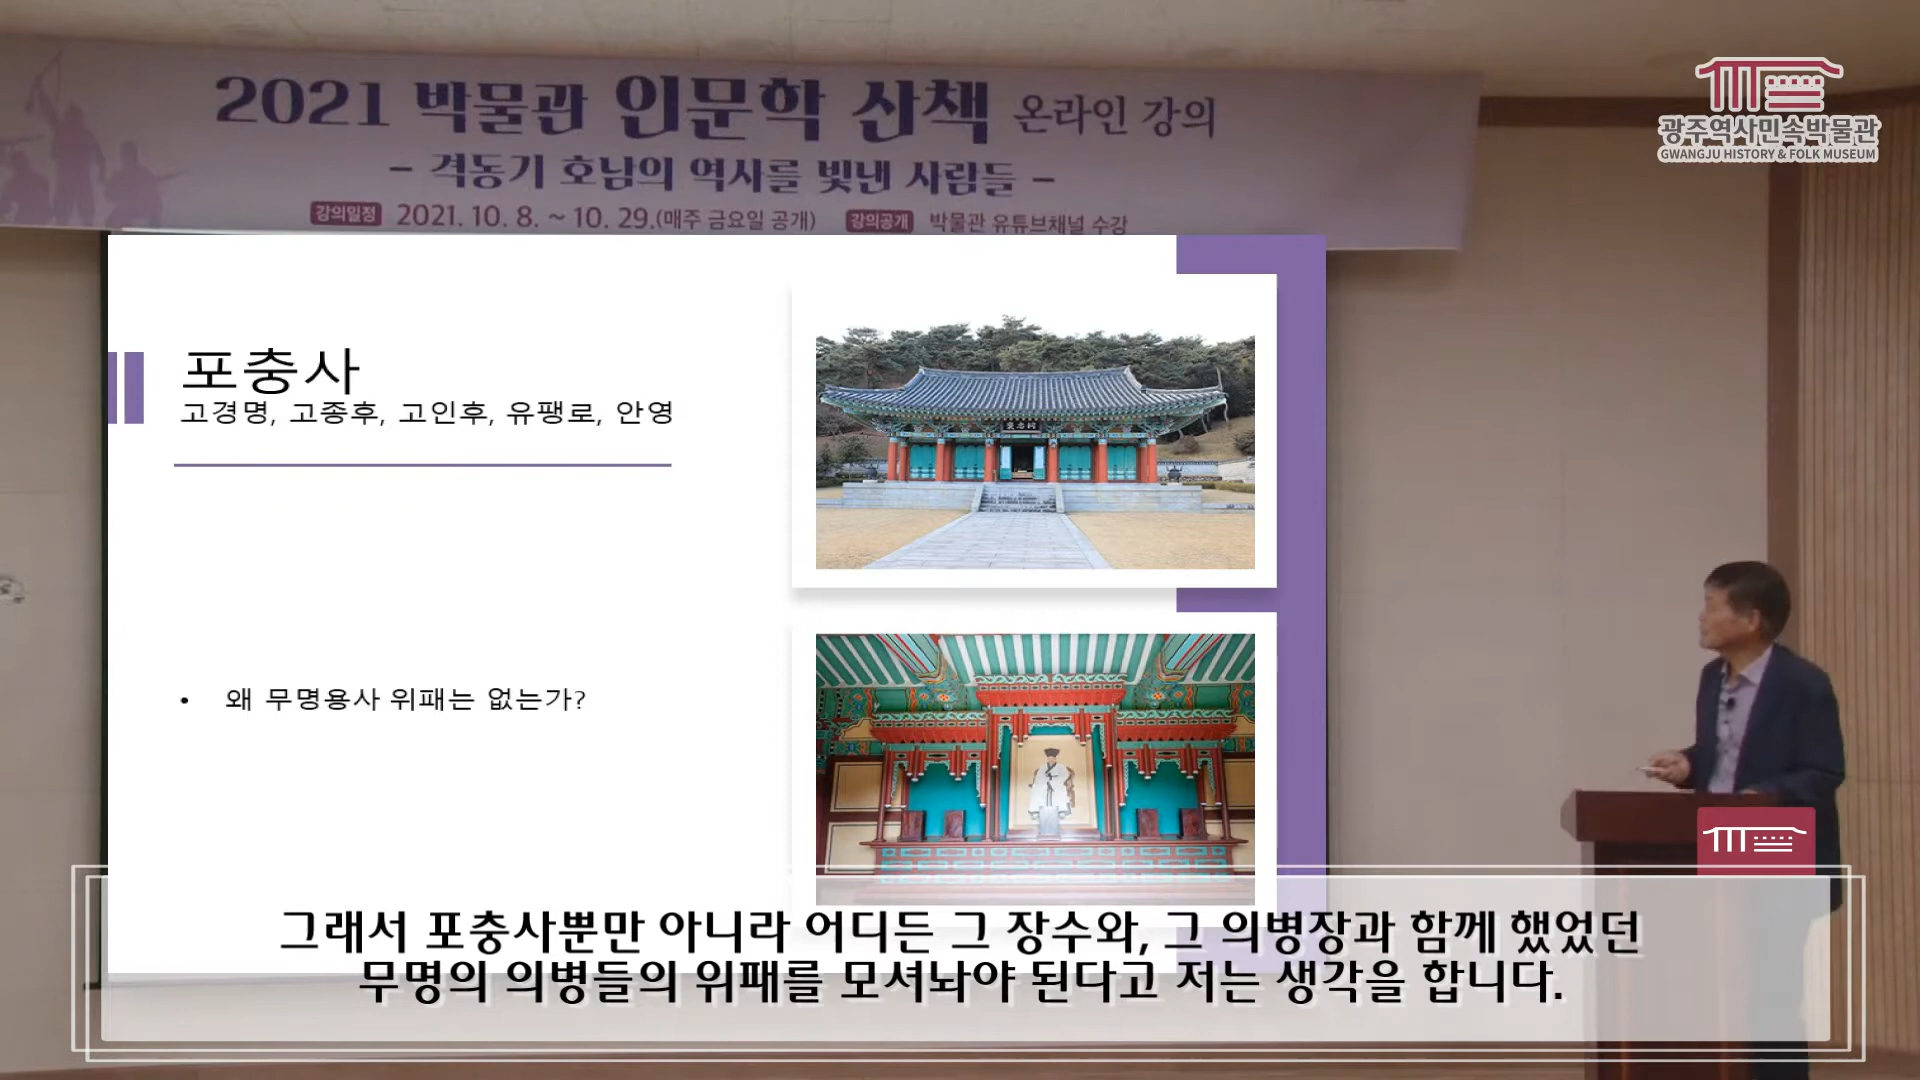 2021 박물관 인문학 산책 온라인 강의
- 격동기 호남의 역사를 빛낸 사람들 -
강의일정 2021. 10. 8. ~ 10. 29.(매주 금요일 공개) 강의공개 박물관 유튜브채널 수강
광주역사민속박물관
GWANGJU HISTORY & FOLK MUSEUM
포충사
고경명, 고종후, 고인후, 유팽로, 안영
• 왜 무명용사 위패는 없는가?
그래서 포충사뿐만 아니라 어디든 그 장수와, 그 의병장과 함께 했었던
무명의 의병들의 위패를 모셔놔야 된다고 저는 생각을 합니다.